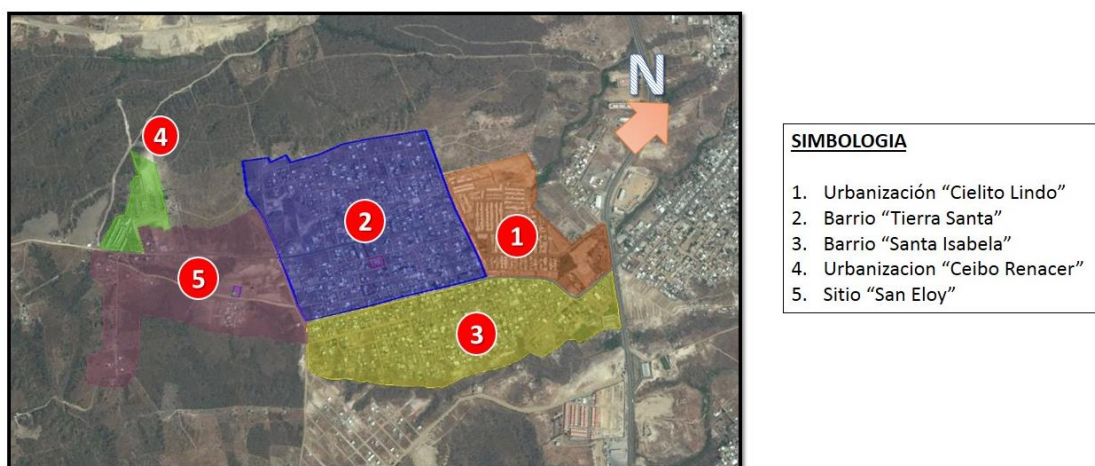 N
4
2
1
5
3
SIMBOLOGIA
1. Urbanización “Cielito Lindo”
2. Barrio “Tierra Santa”
3. Barrio “Santa Isabela”
4. Urbanizacion “Ceibo Renacer”
5. Sitio “San Eloy”